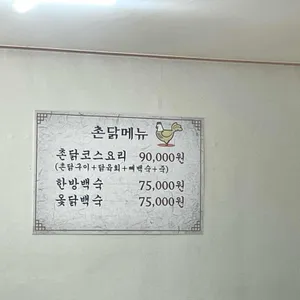 촌닭메뉴
촌닭코스요리 90,000원
(촌닭구이+닭육회+뼈백숙+죽)
한방백숙 75,000원
옻닭백숙 75,000원